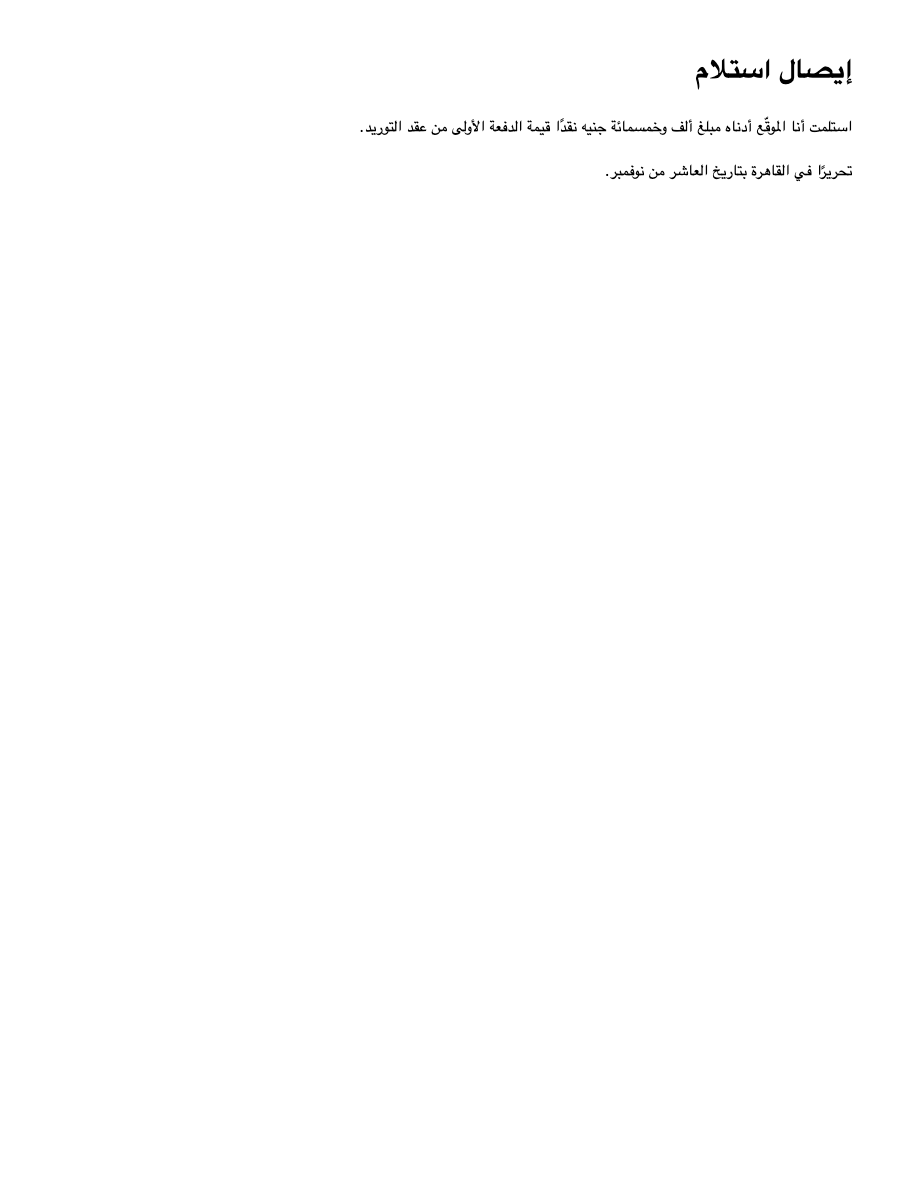 إيصال استلام
استلمت أنا الموقّع أدناه مبلغ ألف وخمسمائة جنيه نقدًا قيمة الدفعة الأولى من عقد التوريد.
تحريرًا في القاهرة بتاريخ العاشر من نوفمبر.